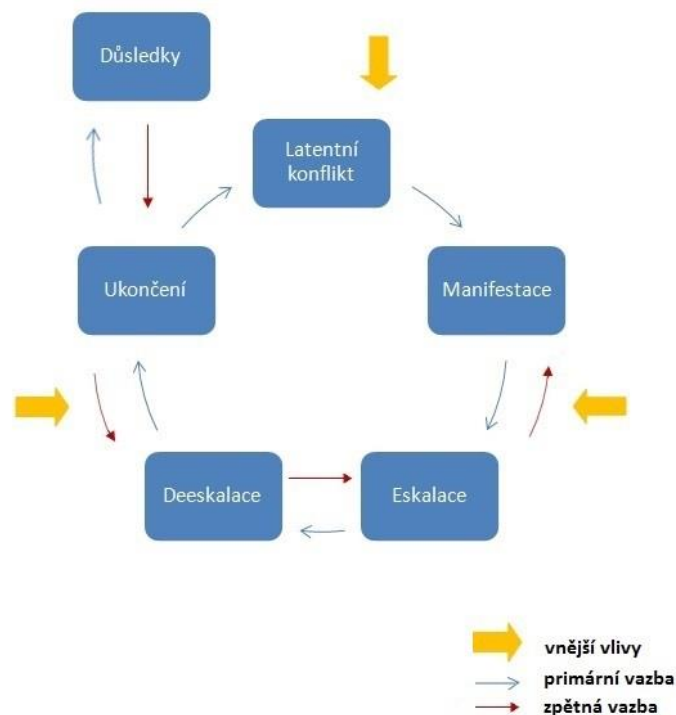 Důsledky
Latentní
konflikt
Ukončení
Manifestace
Deeskalace
Eskalace
vnější vlivy
primární vazba
zpětná vazba